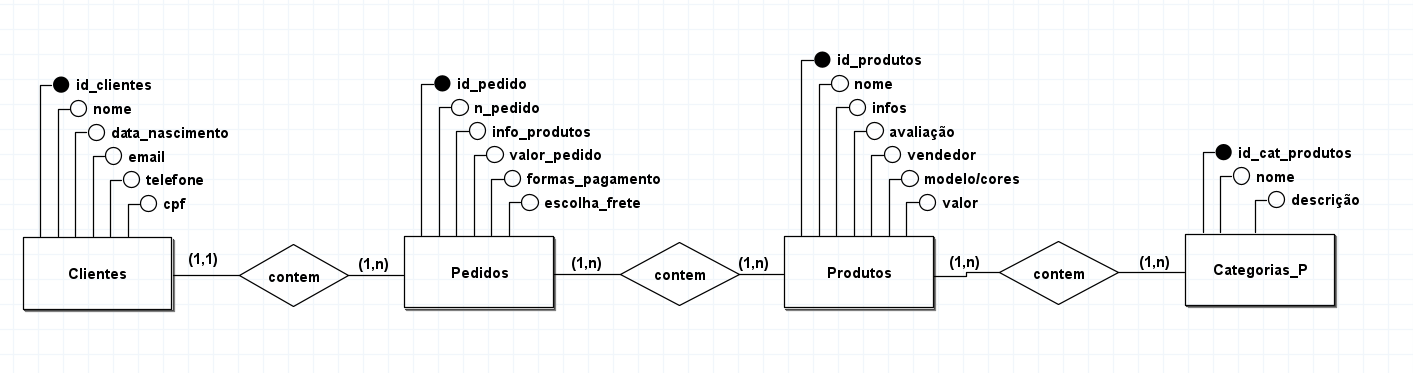 id_clientes
nome
data_nascimento
email
telefone
cpf
Clientes
(1,1)
contem
(1,n)
id_pedido
n_pedido
info_produtos
valor_pedido
formas_pagamento
escolha_frete
Pedidos
(1,n)
contem
(1,n)
id_produtos
nome
infos
avaliação
vendedor
modelo/cores
valor
Produtos
(1,n)
contem
(1,n)
id_cat_produtos
nome
descrição
Categorias_P